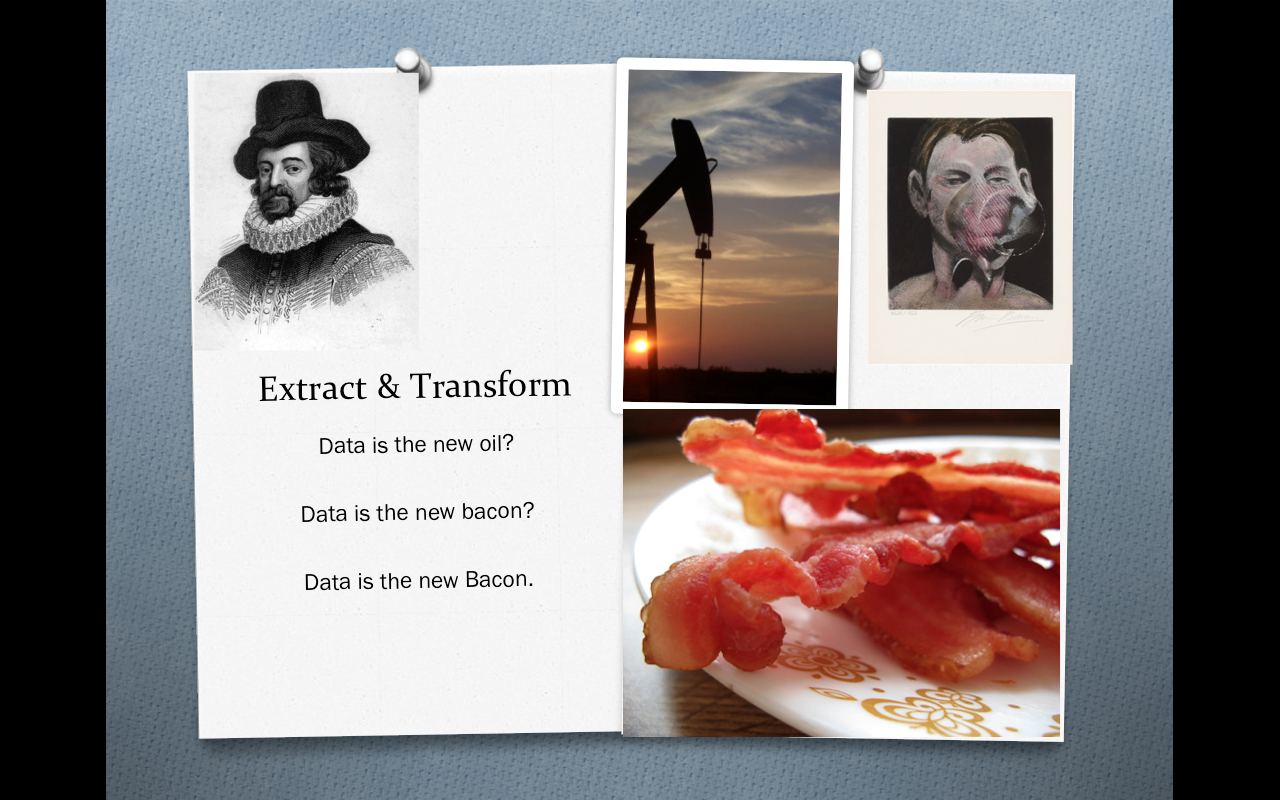 Extract & Transform
Data is the new oil?
Data is the new bacon?
Data is the new Bacon.